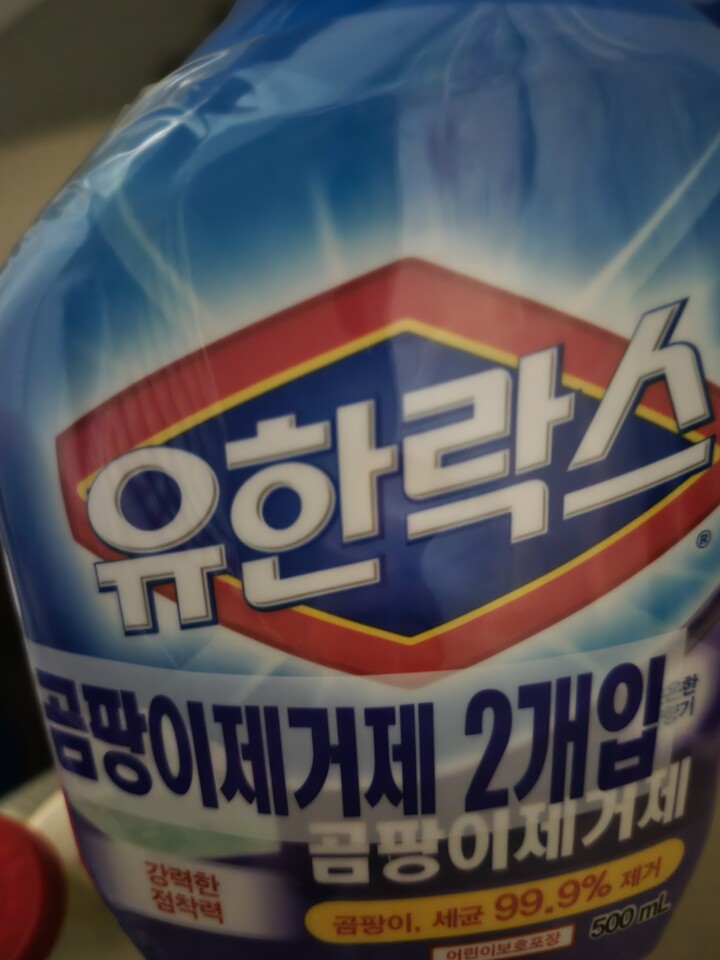 유한락스
®
곰팡이제거제 2개입
곰팡이제거제
강력한
점착력
곰팡이, 세균 99.9% 제거
500 mL
어린이보호포장